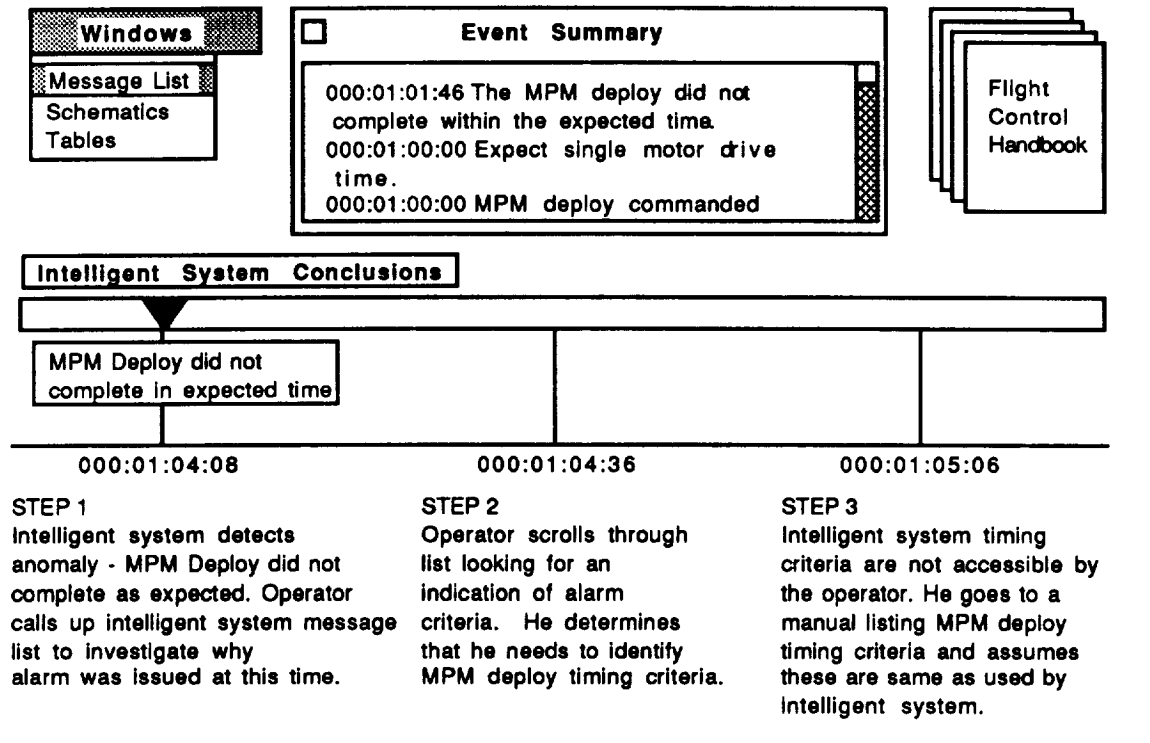 Windows
Message List
Schematics
Tables
Event Summary
000:01:01:46 The MPM deploy did not
complete within the expected time.
000:01:00:00 Expect single motor drive
time.
000:01:00:00 MPM deploy commanded
Flight
Control
Handbook
Intelligent System Conclusions
MPM Deploy did not
complete in expected time
000:01:04:08
000:01:04:36
000:01:05:06
STEP 1
Intelligent system detects
anomaly - MPM Deploy did not
complete as expected. Operator
calls up intelligent system message
list to investigate why
alarm was issued at this time.
STEP 2
Operator scrolls through
list looking for an
indication of alarm
criteria. He determines
that he needs to identify
MPM deploy timing criteria.
STEP 3
Intelligent system timing
criteria are not accessible by
the operator. He goes to a
manual listing MPM deploy
timing criteria and assumes
these are same as used by
intelligent system.